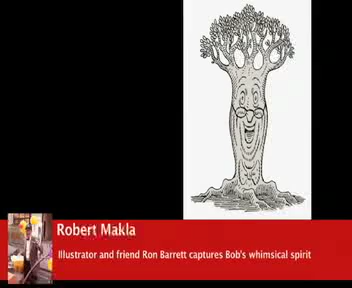 Robert Makla
Illustrator and friend Ron Barrett captures Bob's whimsical spirit